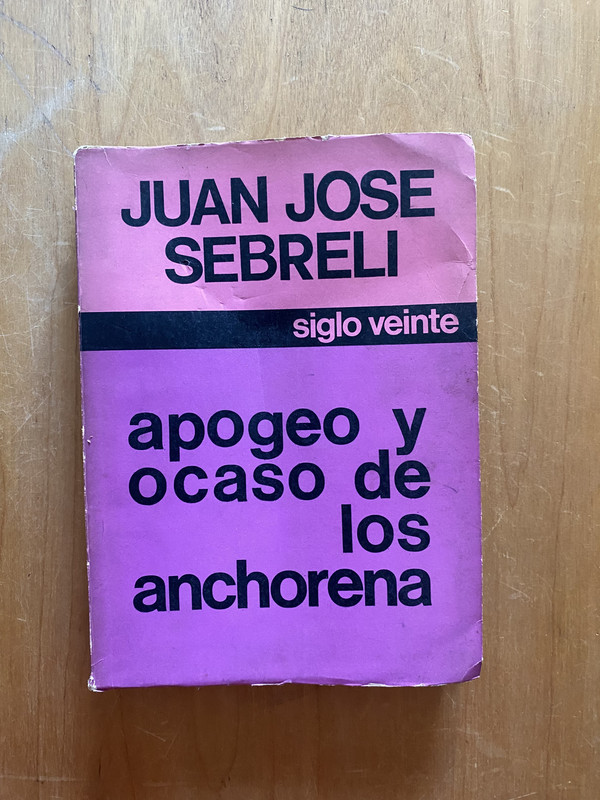 JUAN JOSE
SEBRELI
siglo veinte
apogeo y
ocaso de
los
anchorena